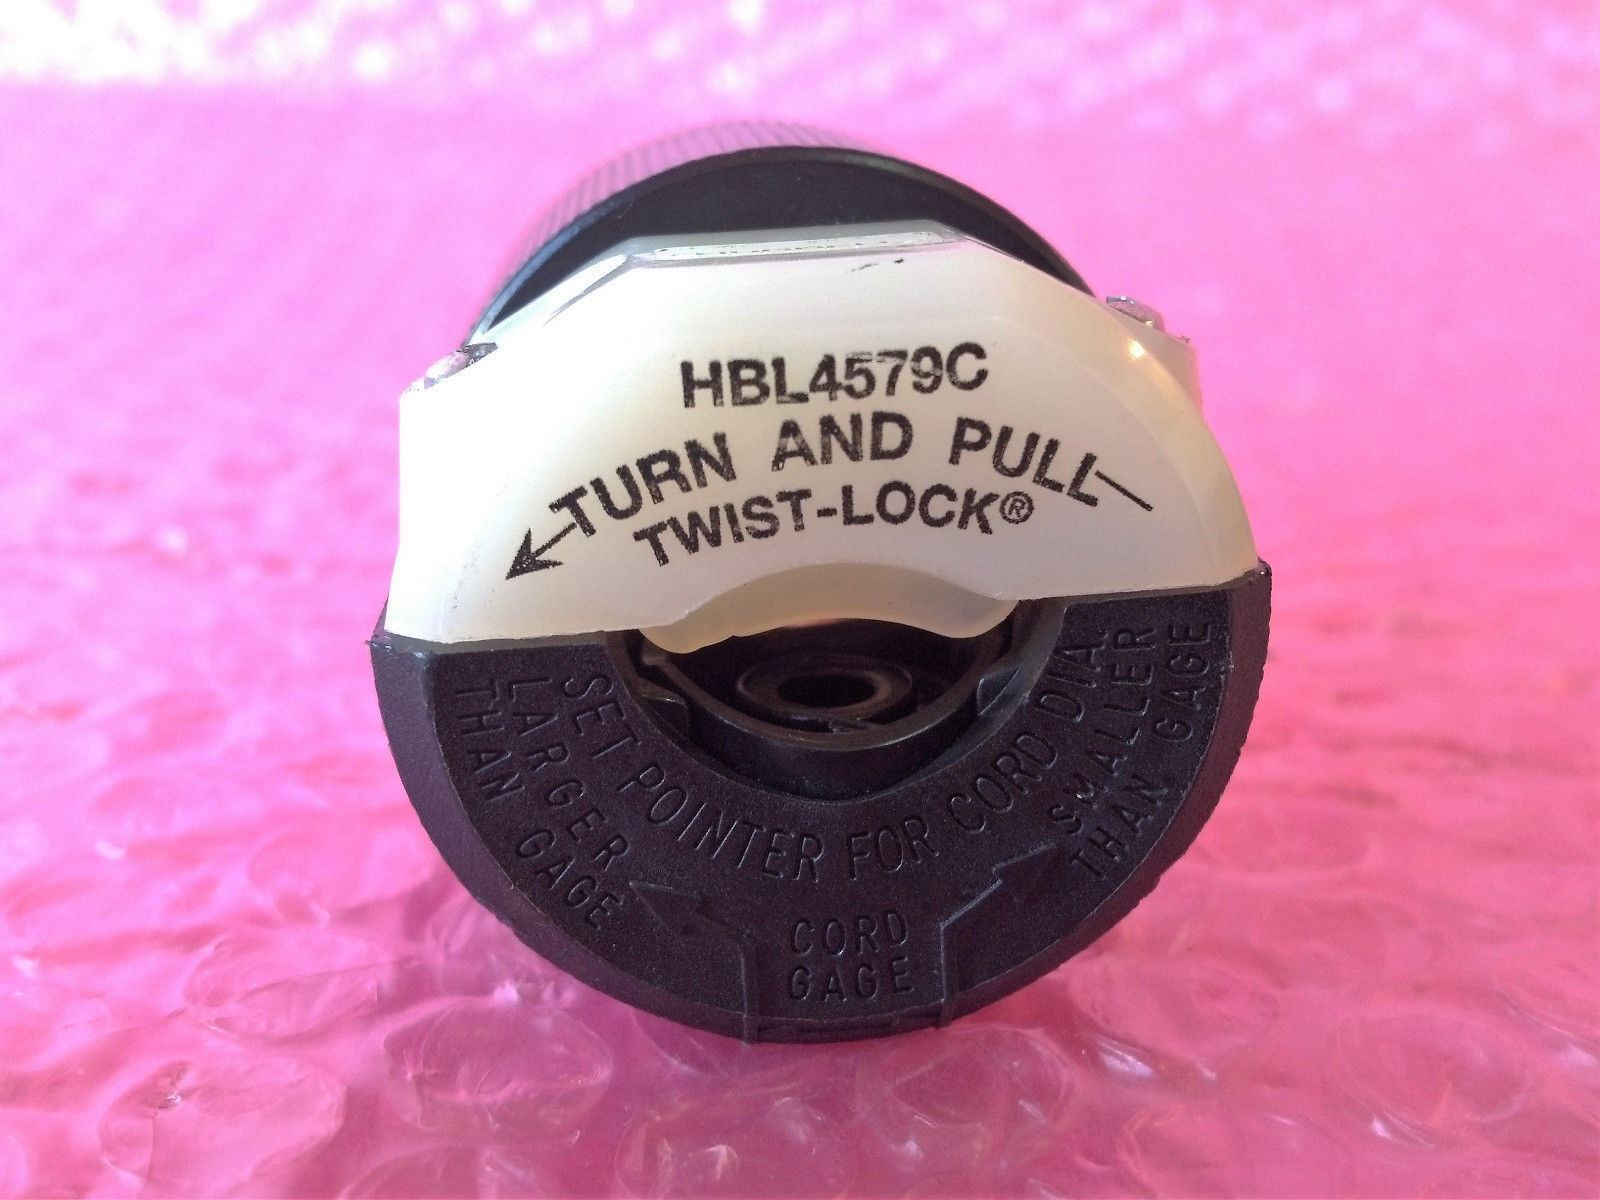 HBL4579C
TURN AND PULL
TWIST-LOCK®
SET POINTER FOR CORD DIA.
LARGER
THAN GAGE
SMALLER
THAN GAGE
CORD
GAGE